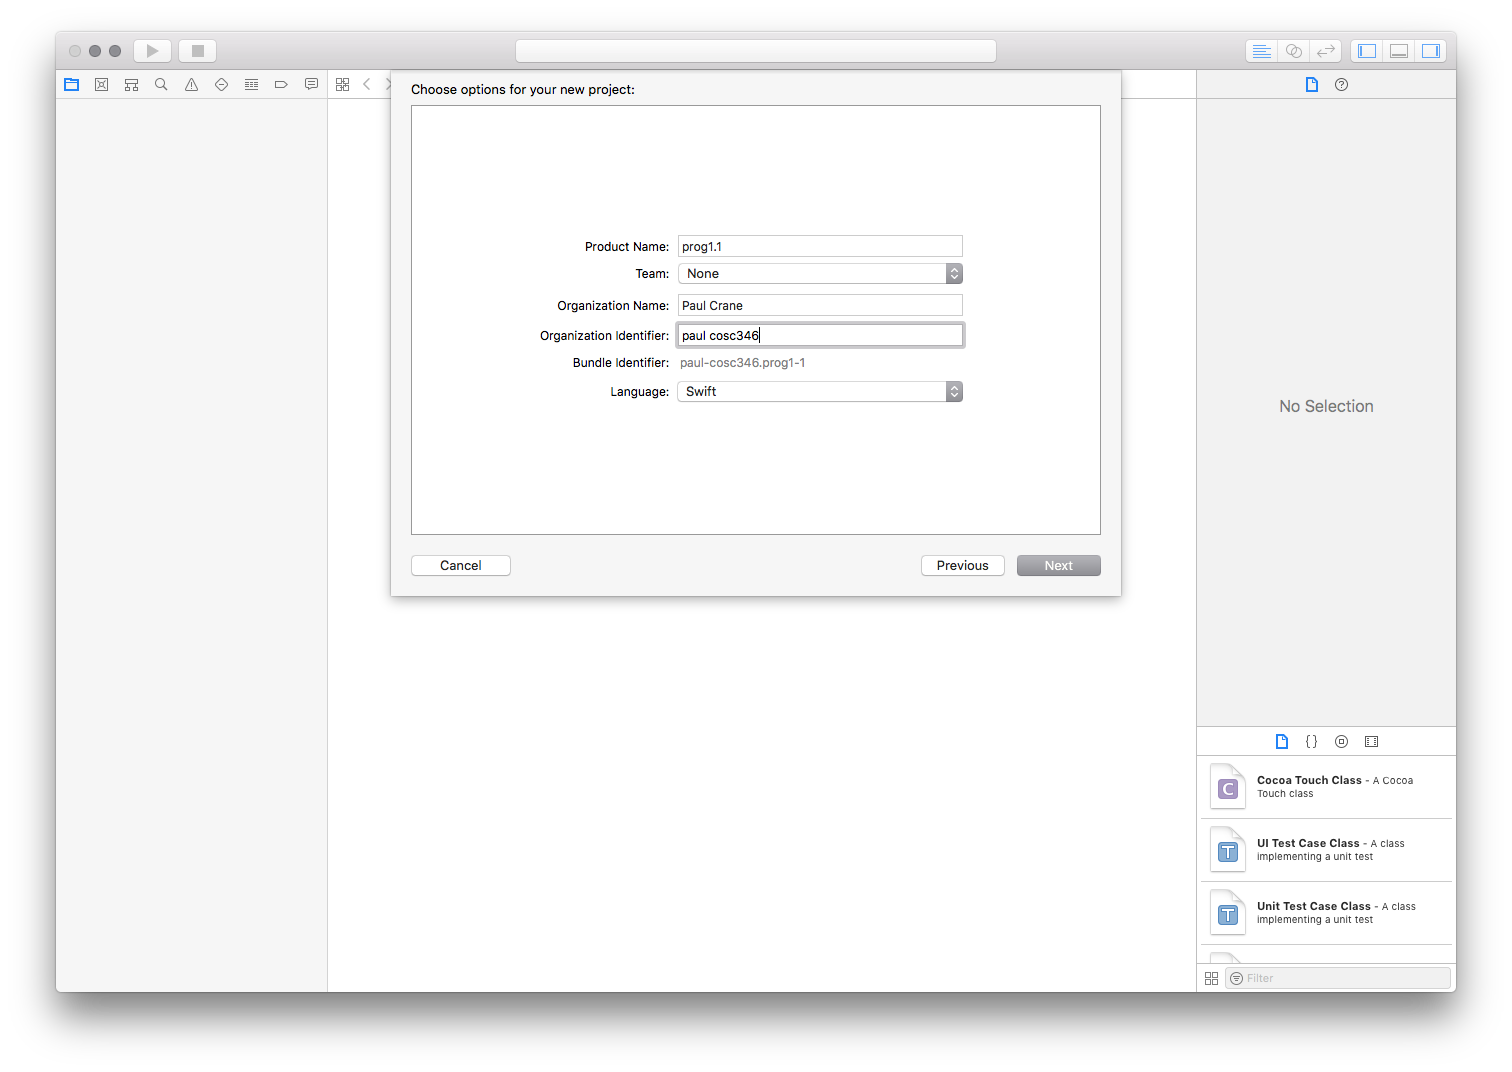 Choose options for your new project:
Product Name: prog1.1
Team: None
Organization Name: Paul Crane
Organization Identifier: paul cosc346
Bundle Identifier: paul-cosc346.prog1-1
Language: Swift
Cancel Previous Next
No Selection
{}
C
Cocoa Touch Class - A Cocoa
Touch class
T
UI Test Case Class - A class
implementing a unit test
T
Unit Test Case Class - A class
implementing a unit test
Filter